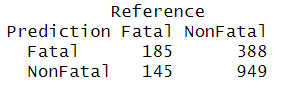 Reference
Prediction Fatal NonFatal
Fatal 185 388
NonFatal 145 949